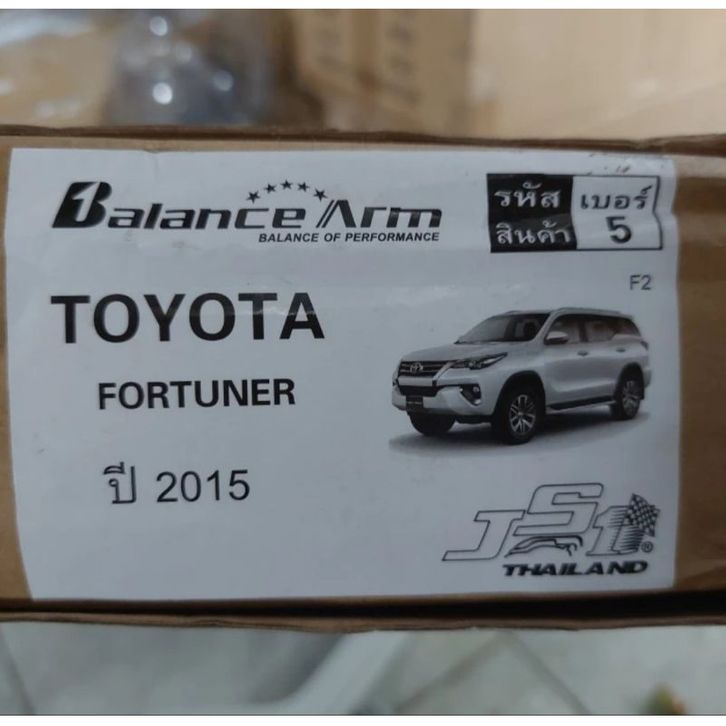 1Balance Arm
BALANCE OF PERFORMANCE
รหัส
สินค้า
เบอร์
5
F2
TOYOTA
FORTUNER
ปี 2015
JS1®
THAILAND